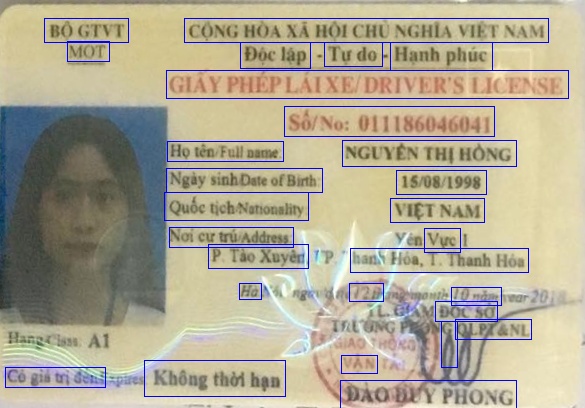 BỘ GTVT
MOT
CỘNG HÒA XÃ HỘI CHỦ NGHĨA VIỆT NAM
Độc lập - Tự do - Hạnh phúc
GIẤY PHÉP LÁI XE/DRIVER'S LICENSE
Số/No: 011186046041
Họ tên/Full name: NGUYỄN THỊ HỒNG
Ngày sinh/Date of Birth: 15/08/1998
Quốc tịch/Nationality: VIỆT NAM
Nơi cư trú/Address: Yên Vực 1
P. Tào Xuyên, TP. Thanh Hóa, T. Thanh Hóa
ngày/date 12 tháng/month 10 năm/year
TL. GIÁM ĐỐC SỞ
TRƯỞNG PHÒNG QLPT&NL
GIAO THÔNG
VẬN TẢI
Hạng/Class: A1
Có giá trị đến/Expires: Không thời hạn
ĐÀO DUY PHONG